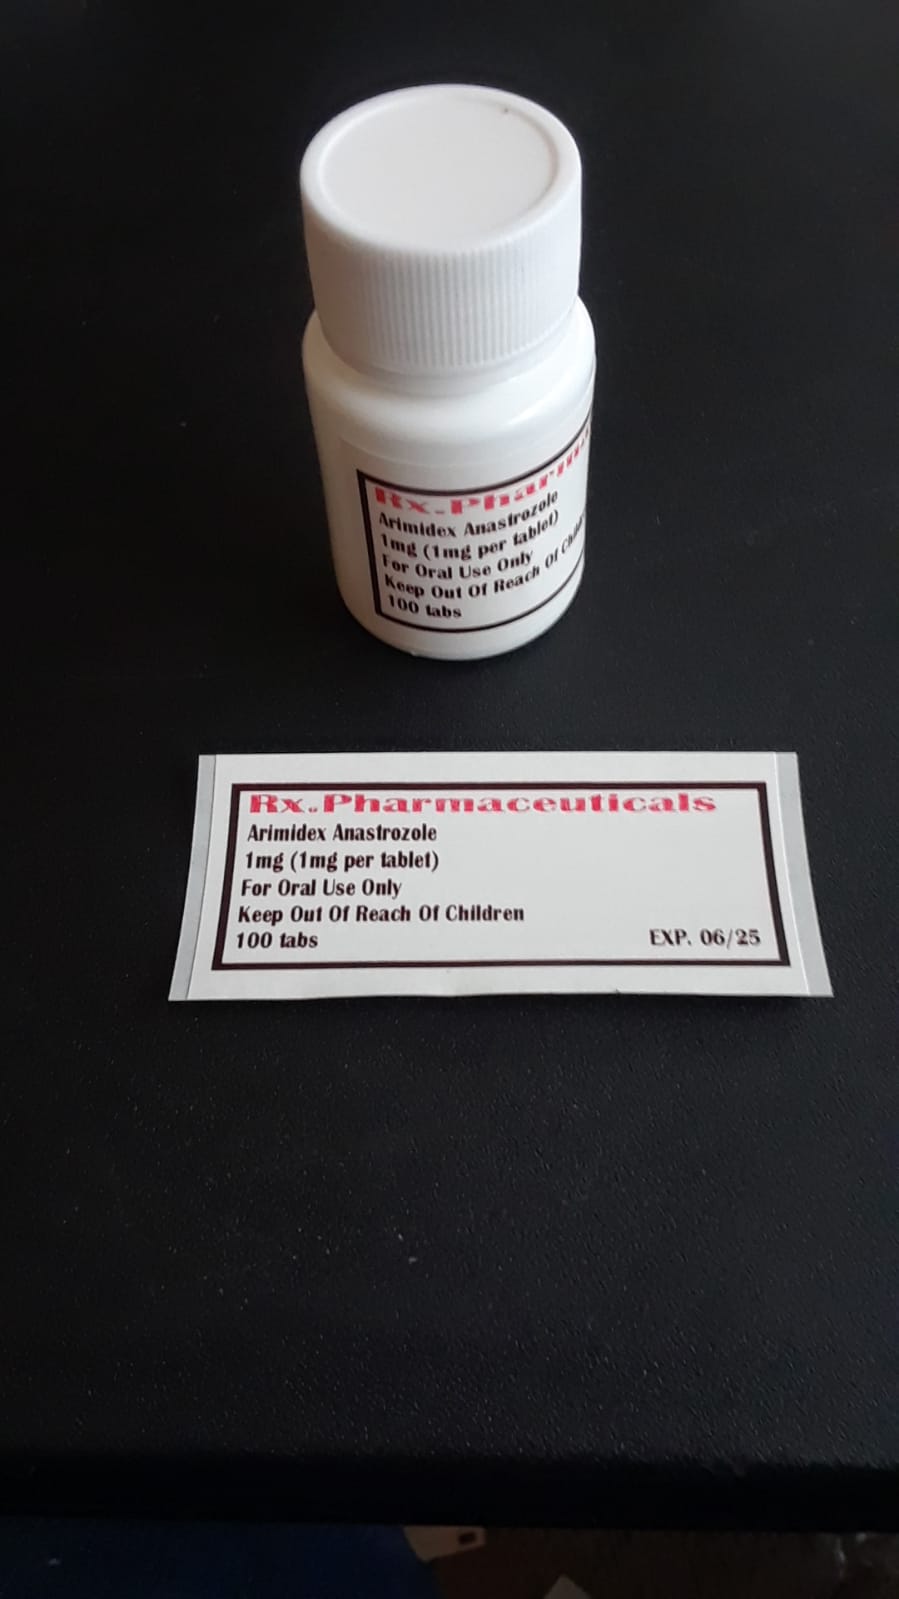 Rx.Pharma
Arimidex Anastrozole
1mg (1mg per tablet)
For Oral Use Only
Keep Out Of Reach Of
100 tabs
Rx.Pharmaceuticals
Arimidex Anastrozole
1mg (1mg per tablet)
For Oral Use Only
Keep Out Of Reach Of Children
100 tabs EXP. 06/25